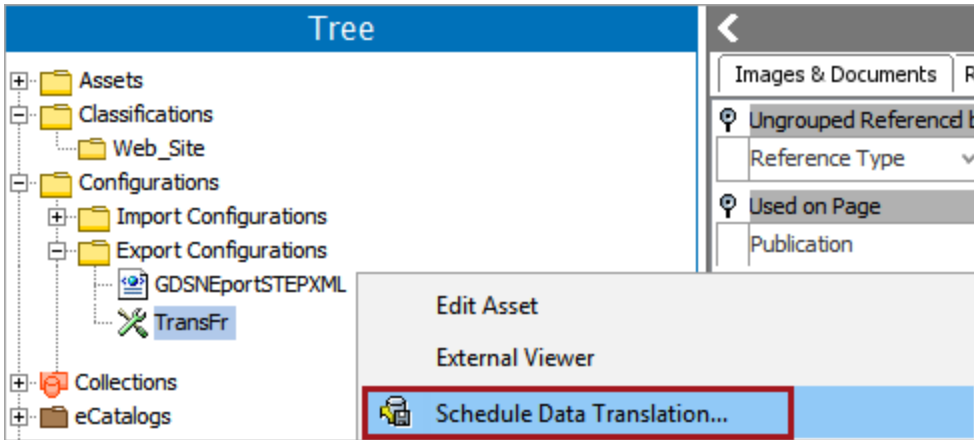 Tree
Assets
Classifications
Web_Site
Configurations
Import Configurations
Export Configurations
GDSNEportSTEPXML
TransFr
Collections
eCatalogs
Images & Documents
R
Ungrouped Referenced b
Reference Type
Used on Page
Publication
Edit Asset
External Viewer
Schedule Data Translation...